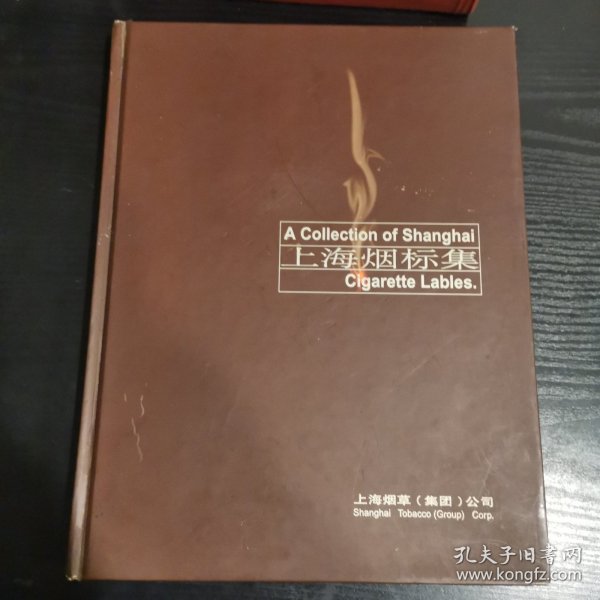 A Collection of Shanghai
上海烟标集
Cigarette Lables.
上海烟草(集团)公司
Shanghai Tobacco (Group) Corp.
孔夫子旧书网
www.kongfz.com